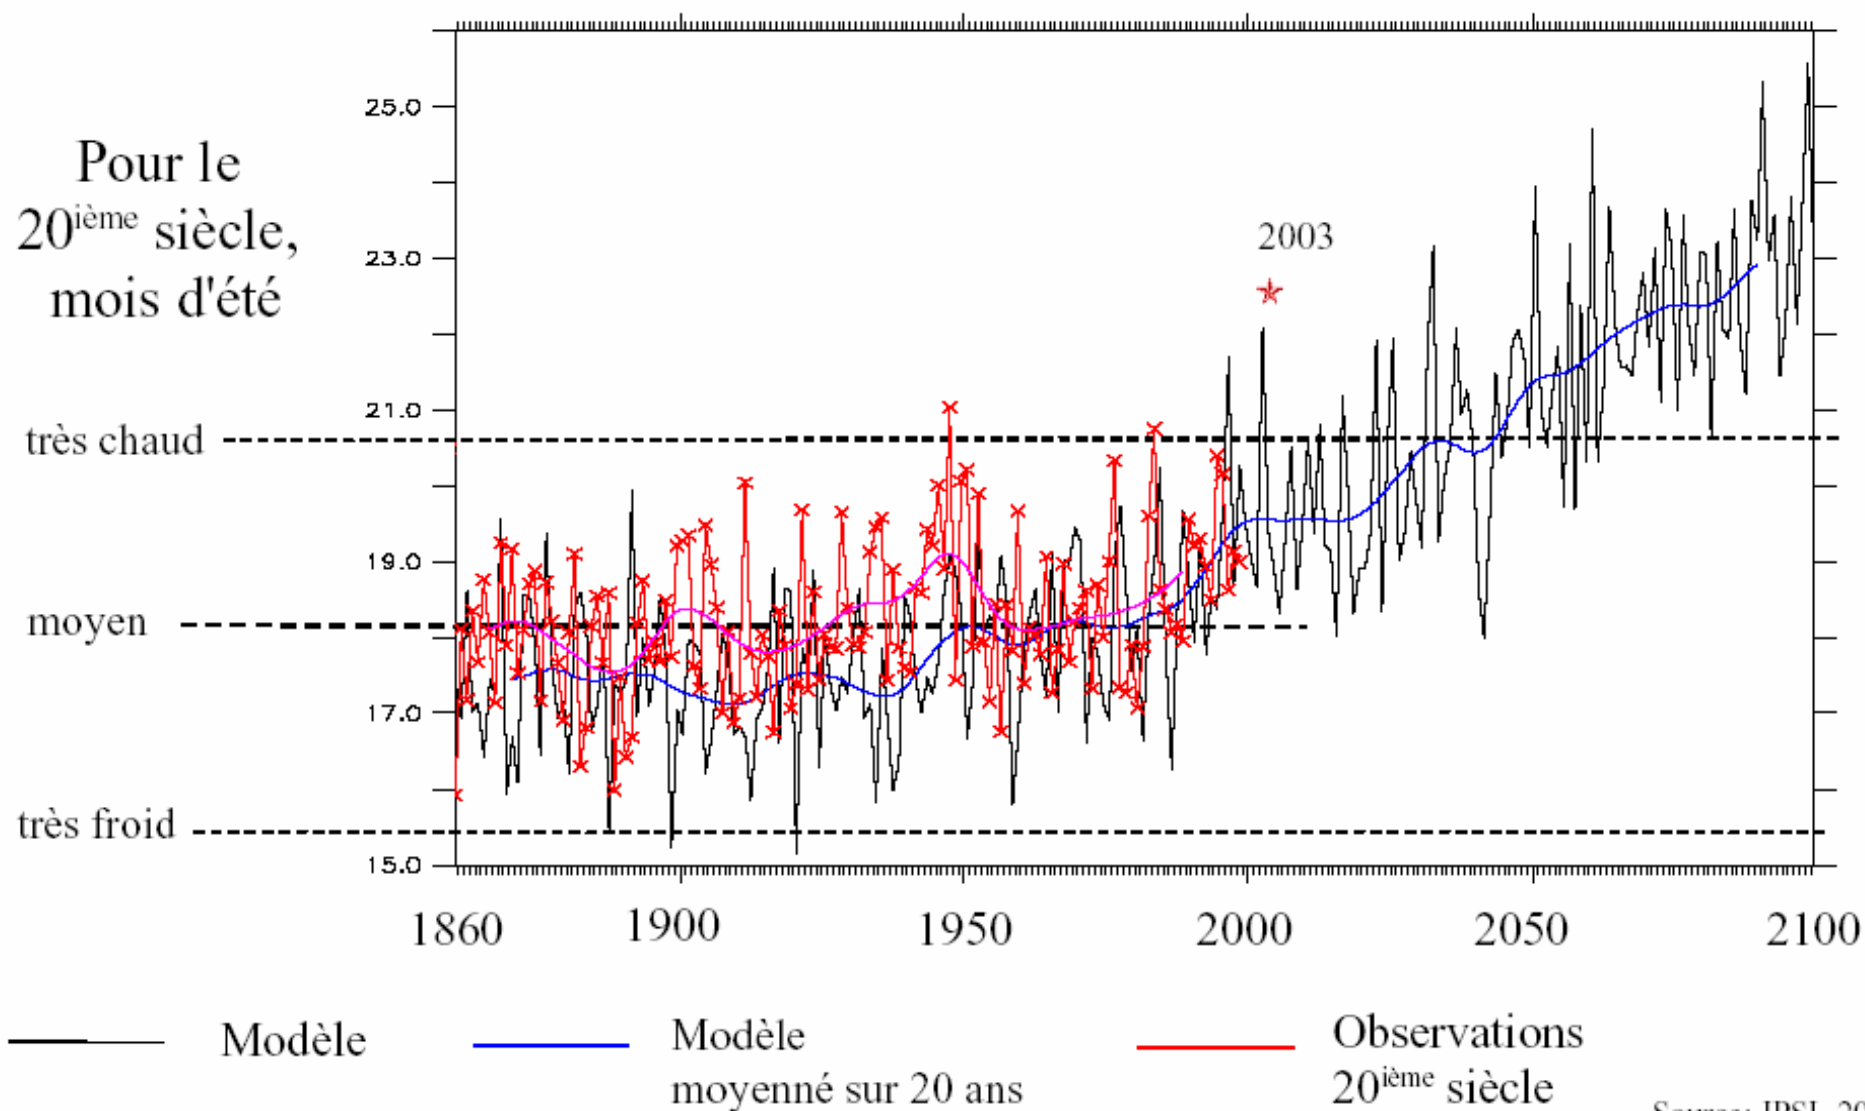 25.0
23.0
21.0
19.0
17.0
15.0
Pour le
20ième siècle,
mois d'été
2003
très chaud
moyen
très froid
1860
1900
1950
2000
2050
2100
Modèle
Modèle
moyenné sur 20 ans
Observations
20ième siècle
Source: IPSL